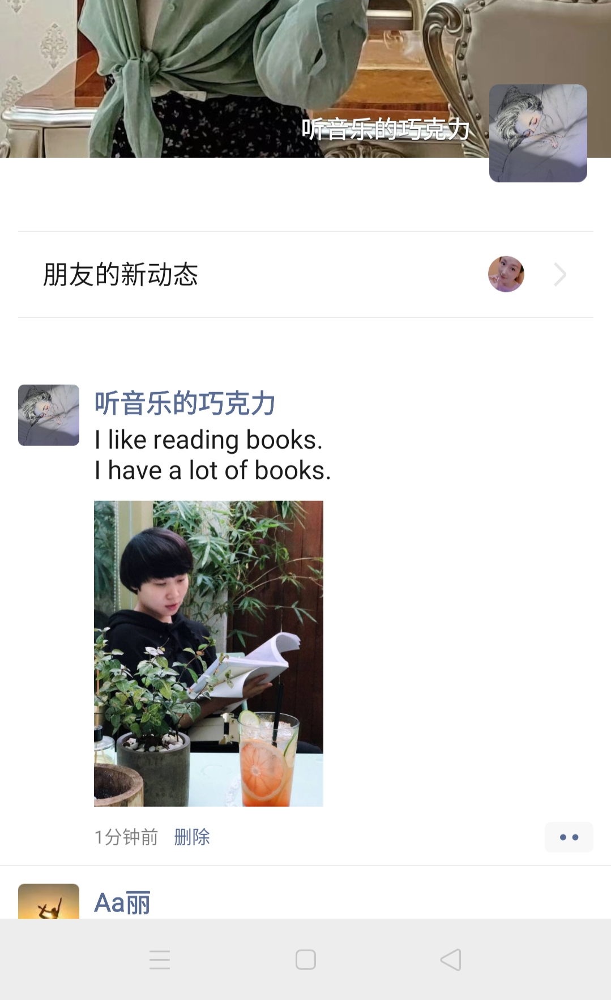 听音乐的巧克力
朋友的新动态
听音乐的巧克力
I like reading books.
I have a lot of books.
1分钟前 删除
Aa丽